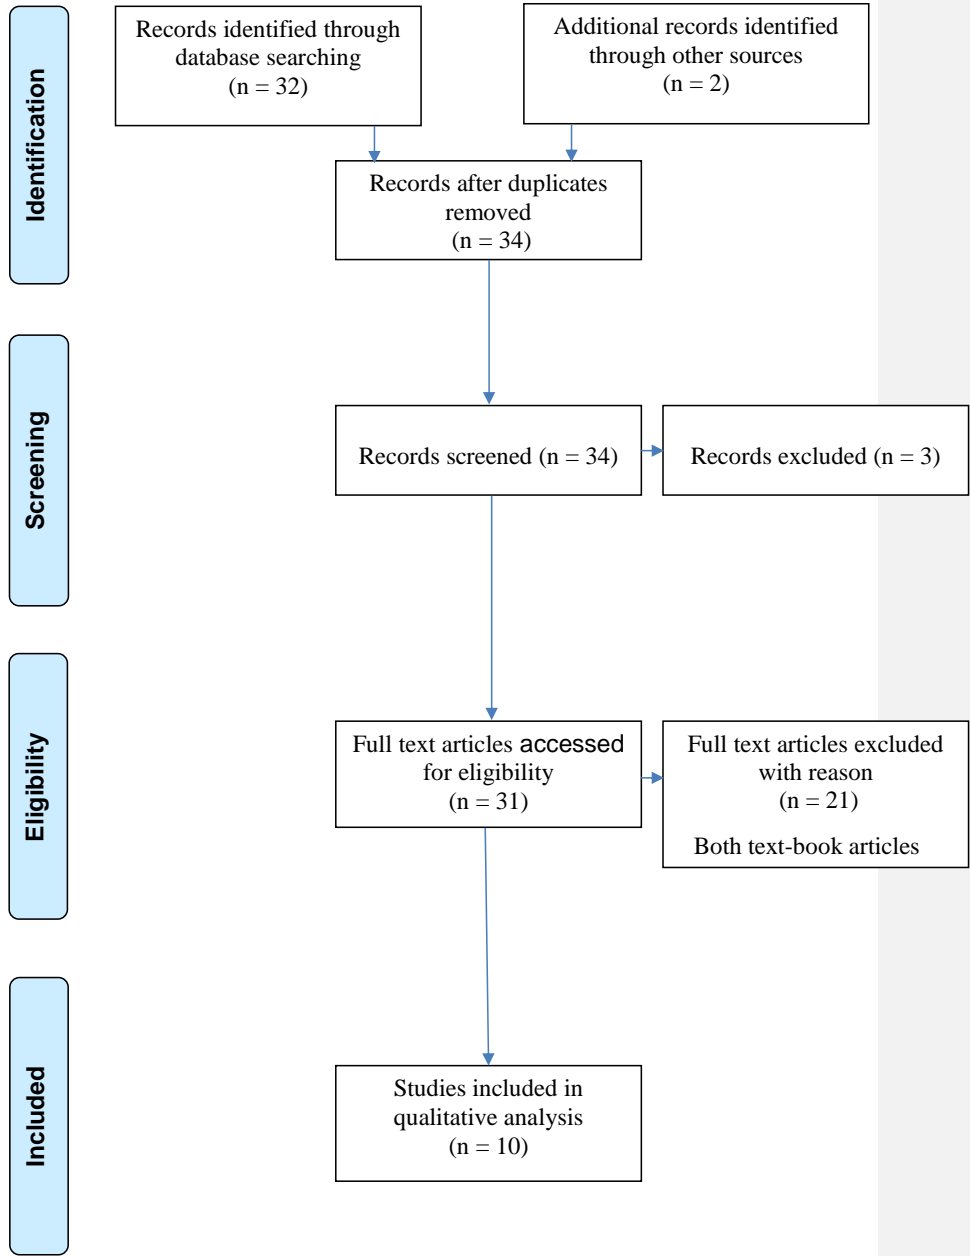 Identification
Records identified through
database searching
(n = 32)
Additional records identified
through other sources
(n = 2)
Records after duplicates
removed
(n = 34)
Screening
Records screened (n = 34)
Records excluded (n = 3)
Eligibility
Full text articles accessed
for eligibility
(n = 31)
Full text articles excluded
with reason
(n = 21)
Both text-book articles
Included
Studies included in
qualitative analysis
(n = 10)